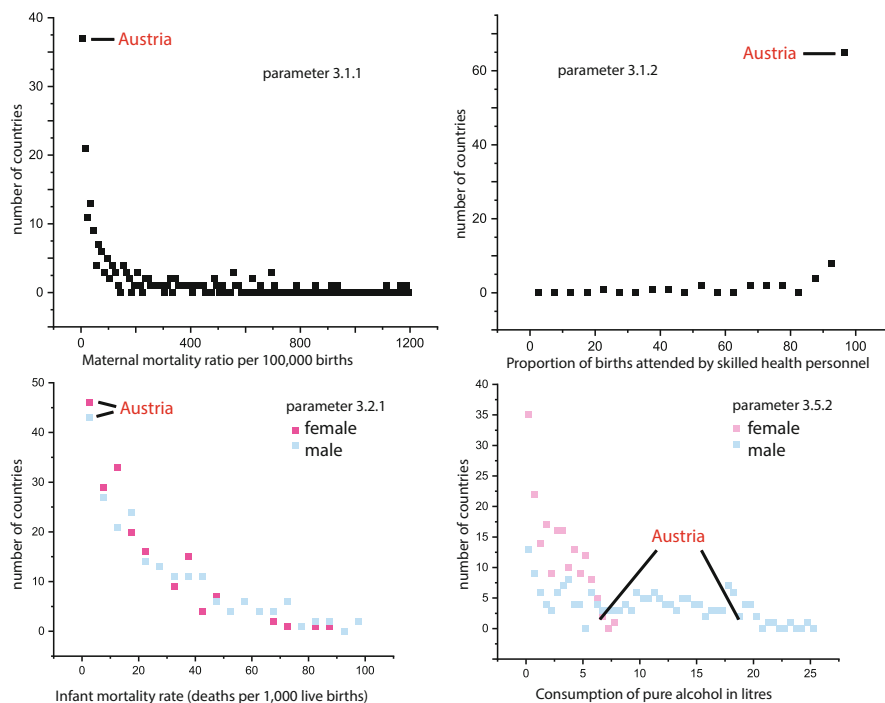 40
30
20
10
0
number of countries
Austria
parameter 3.1.1
0
400
800
1200
Maternal mortality ratio per 100,000 births
60
40
20
0
number of countries
Austria
parameter 3.1.2
0
20
40
60
80
100
Proportion of births attended by skilled health personnel
50
40
30
20
10
0
number of countries
Austria
parameter 3.2.1
female
male
0
20
40
60
80
100
Infant mortality rate (deaths per 1,000 live births)
40
35
30
25
20
15
10
5
0
number of countries
parameter 3.5.2
female
male
Austria
0
5
10
15
20
25
Consumption of pure alcohol in litres